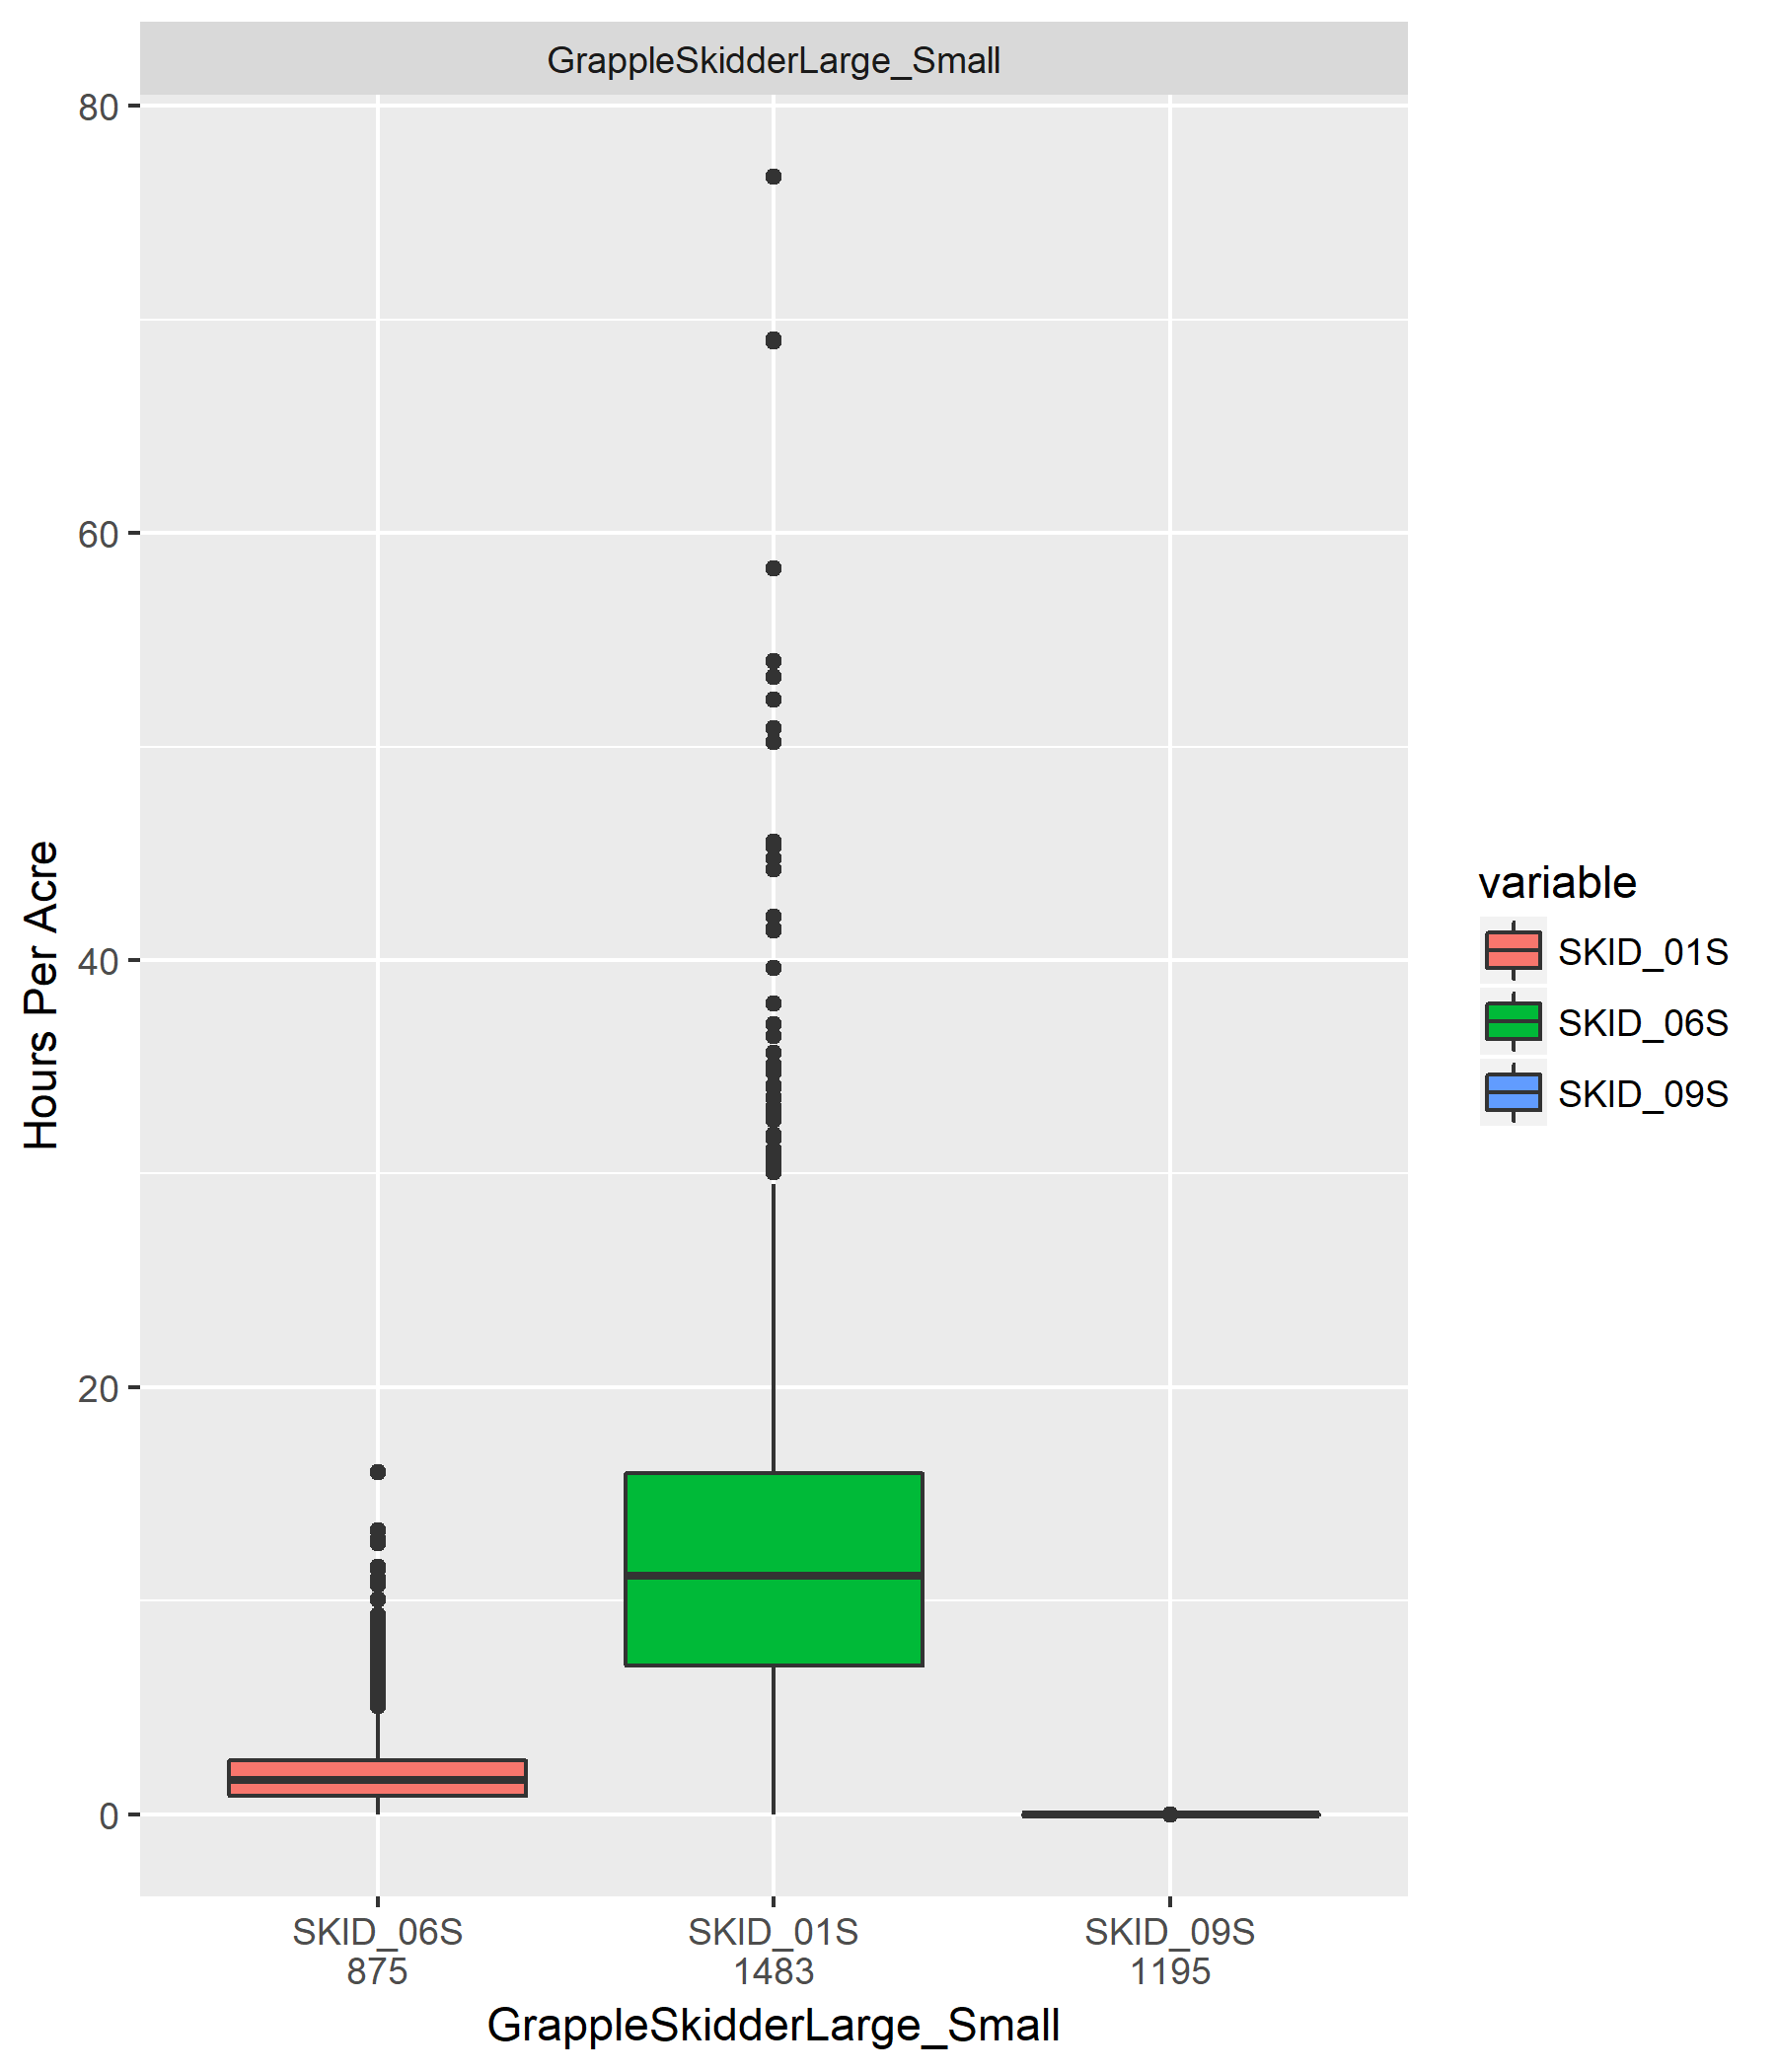 GrappleSkidderLarge_Small
80
60
40
20
0
Hours Per Acre
SKID_06S
875
SKID_01S
1483
SKID_09S
1195
GrappleSkidderLarge_Small
variable
SKID_01S
SKID_06S
SKID_09S